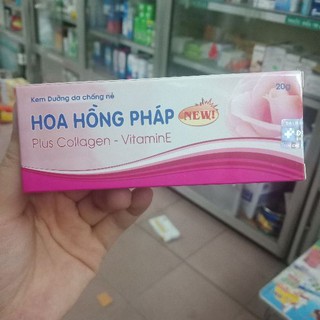 Kem Dưỡng da chống nẻ
20g
HOA HỒNG PHÁP
NEW!
Plus Collagen - VitaminE